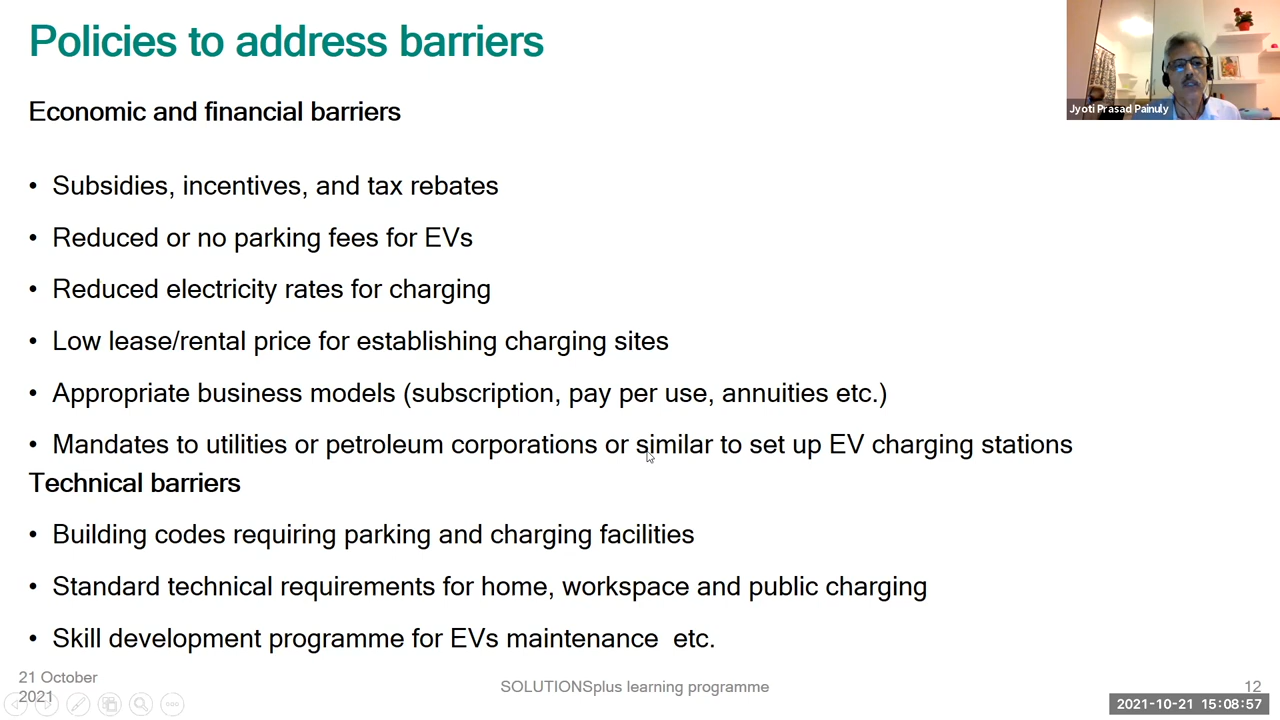 Policies to address barriers
Jyoti Prasad Painuly
Economic and financial barriers
• Subsidies, incentives, and tax rebates
• Reduced or no parking fees for EVs
• Reduced electricity rates for charging
• Low lease/rental price for establishing charging sites
• Appropriate business models (subscription, pay per use, annuities etc.)
• Mandates to utilities or petroleum corporations or similar to set up EV charging stations
Technical barriers
• Building codes requiring parking and charging facilities
• Standard technical requirements for home, workspace and public charging
• Skill development programme for EVs maintenance  etc.
21 October
2021
SOLUTIONSplus learning programme
12
2021-10-21 15:08:57